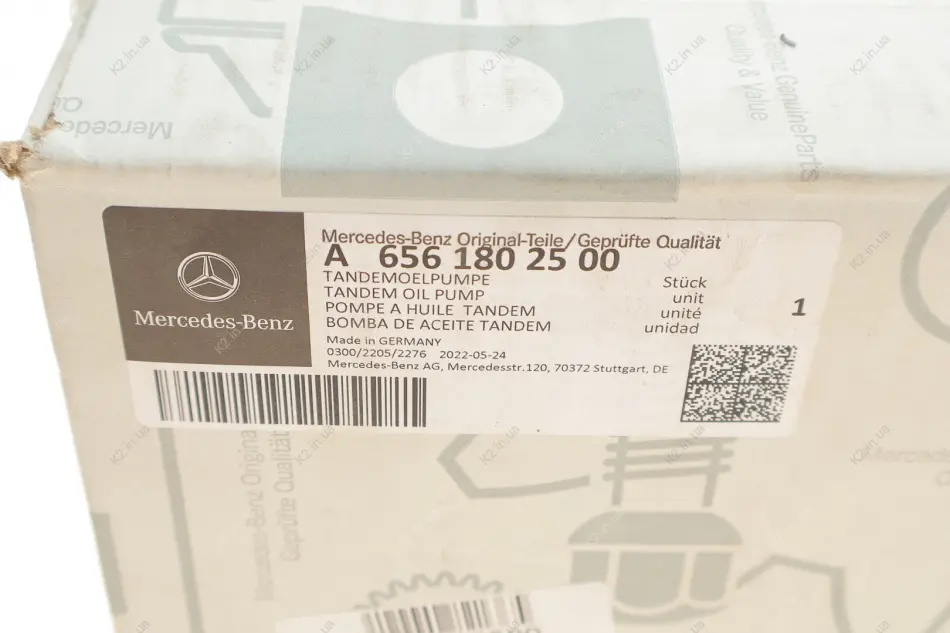 Mercedes-Benz GenuineParts
Quality & Value
Mercedes-Benz Original-Teile/Geprüfte Qualität
A 656 180 25 00
TANDEMOELPUMPE
TANDEM OIL PUMP
POMPE A HUILE TANDEM
BOMBA DE ACEITE TANDEM
Stück
unit
unité
unidad
1
Mercedes-Benz
Made in GERMANY
0300/2205/2276 2022-05-24
Mercedes-Benz AG, Mercedesstr.120, 70372 Stuttgart, DE
Mercedes-Benz Origina
Geprüfte Qualität
K2.in.ua